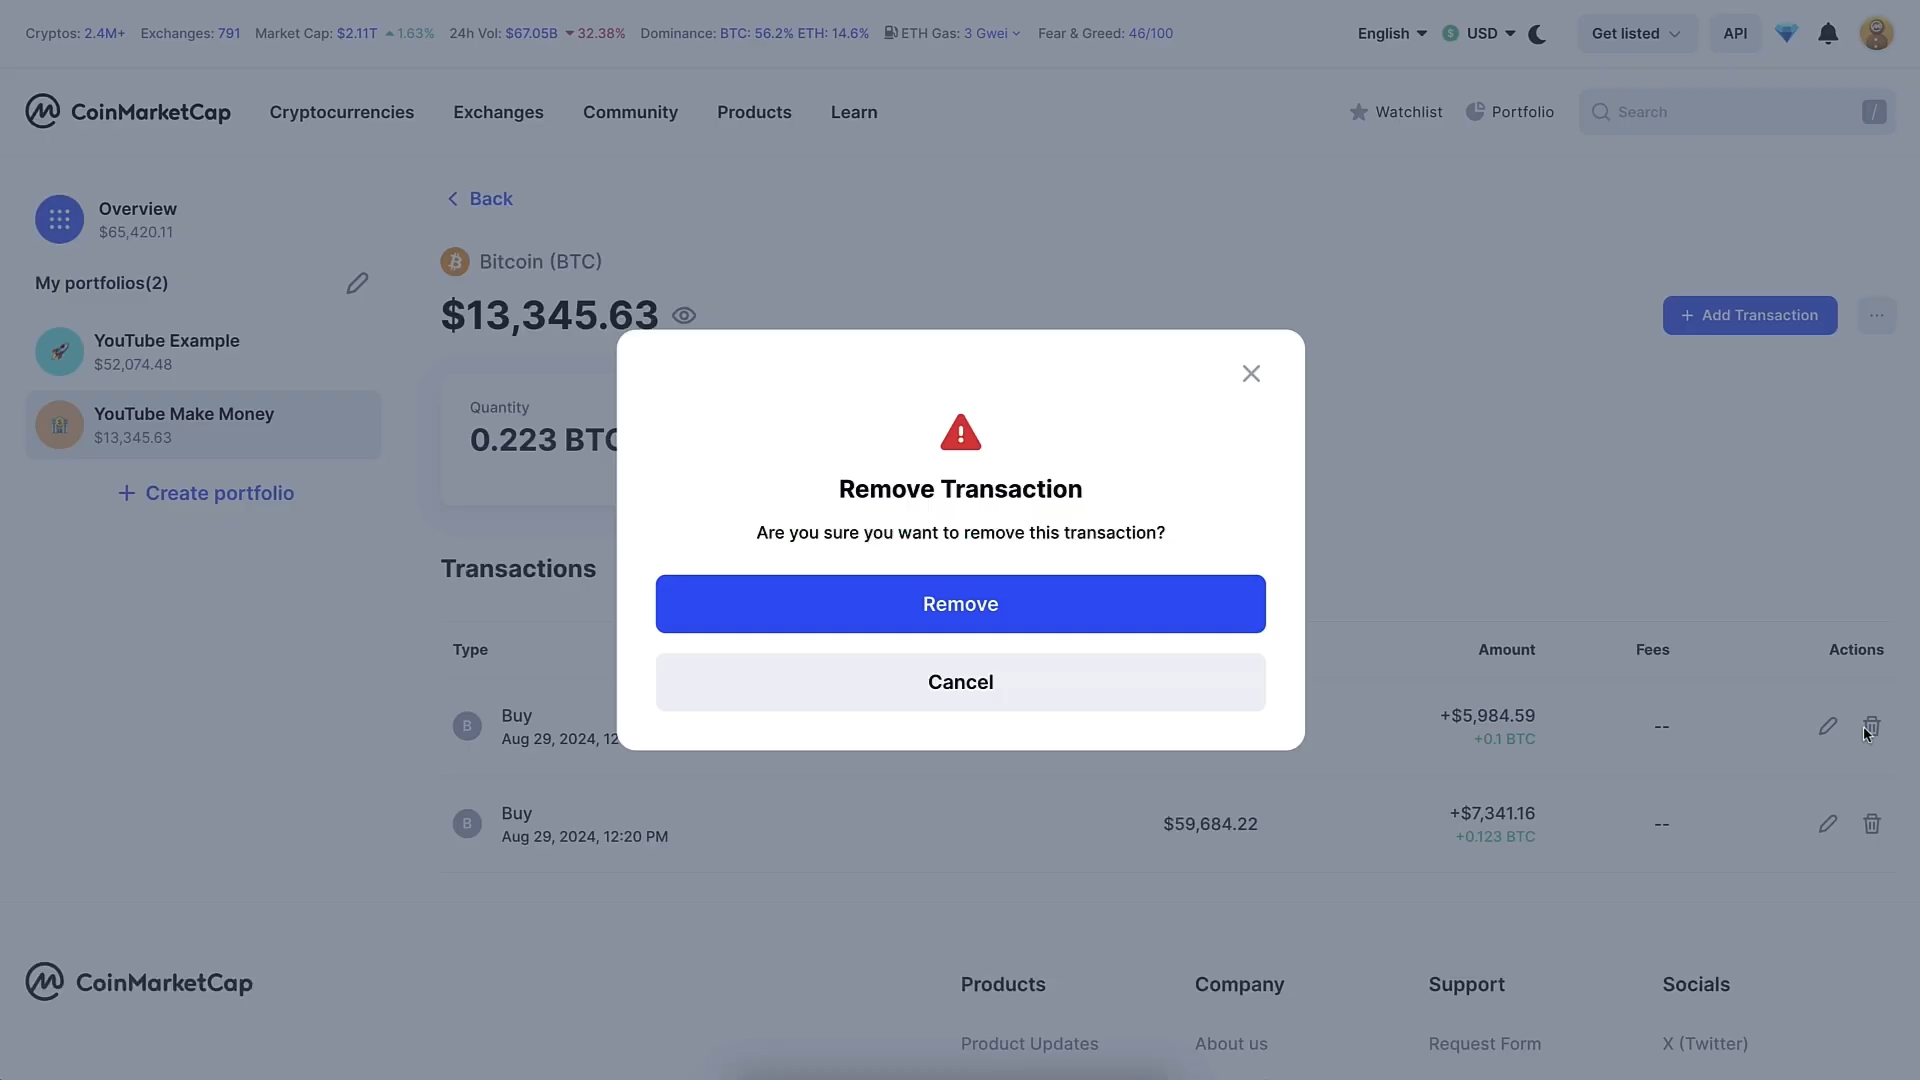 Cryptos: 2.4M+ Exchanges: 791 Market Cap: $2.11T 1.63% 24h Vol: $67.05B 32.38% Dominance: BTC: 56.2% ETH: 14.6% ETH Gas: 3 Gwei Fear & Greed: 46/100 English USD Get listed API
CoinMarketCap Cryptocurrencies Exchanges Community Products Learn Watchlist Portfolio Search /
Overview
$65,420.11
My portfolios(2)
YouTube Example
$52,074.48
YouTube Make Money
$13,345.63
+ Create portfolio
Back
Bitcoin (BTC)
$13,345.63
+ Add Transaction ...
Quantity
0.223 BTC
Remove Transaction
Are you sure you want to remove this transaction?
Remove
Cancel
Transactions
Type Amount Fees Actions
B Buy +$5,984.59 --
Aug 29, 2024, 12 +0.1 BTC
B Buy $59,684.22 +$7,341.16 --
Aug 29, 2024, 12:20 PM +0.123 BTC
CoinMarketCap Products Company Support Socials
Product Updates About us Request Form X (Twitter)